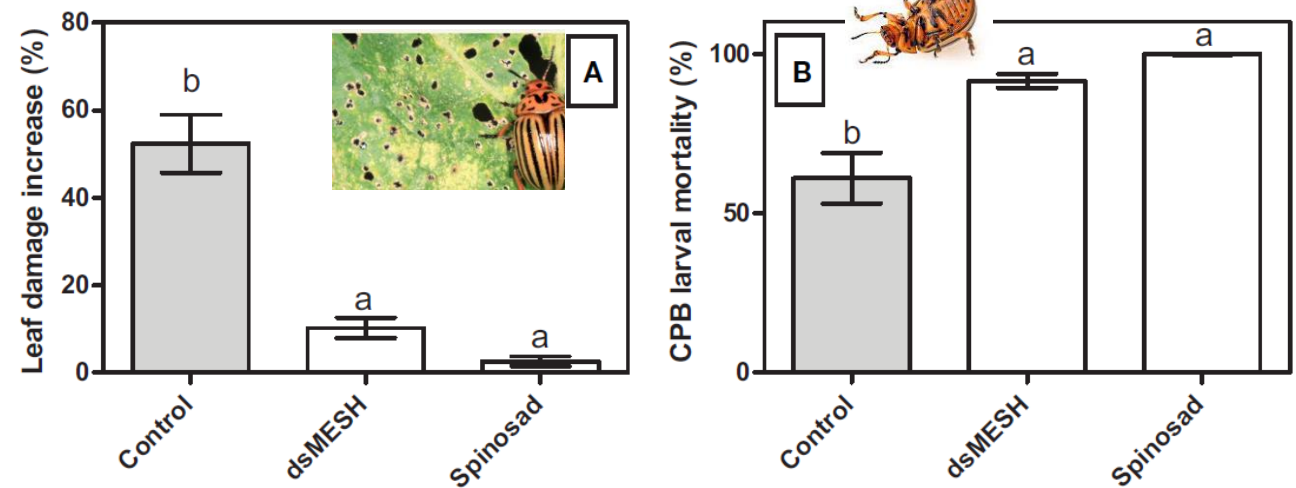 Leaf damage increase (%)
80
60
40
20
0
b
a
a
A
Control
dsMESH
Spinosad
CPB larval mortality (%)
100
50
0
B
b
a
a
Control
dsMESH
Spinosad